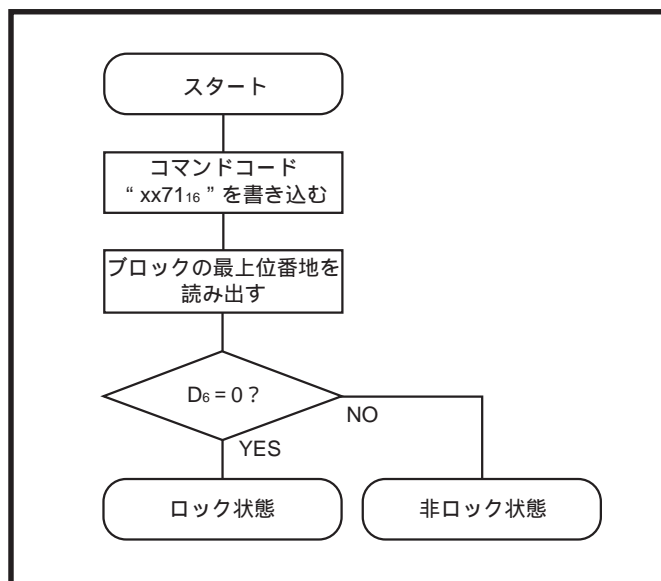 スタート
コマンドコード
“ xx71₁₆ ” を書き込む
ブロックの最上位番地を
読み出す
D₆ = 0 ?
NO
YES
ロック状態
非ロック状態